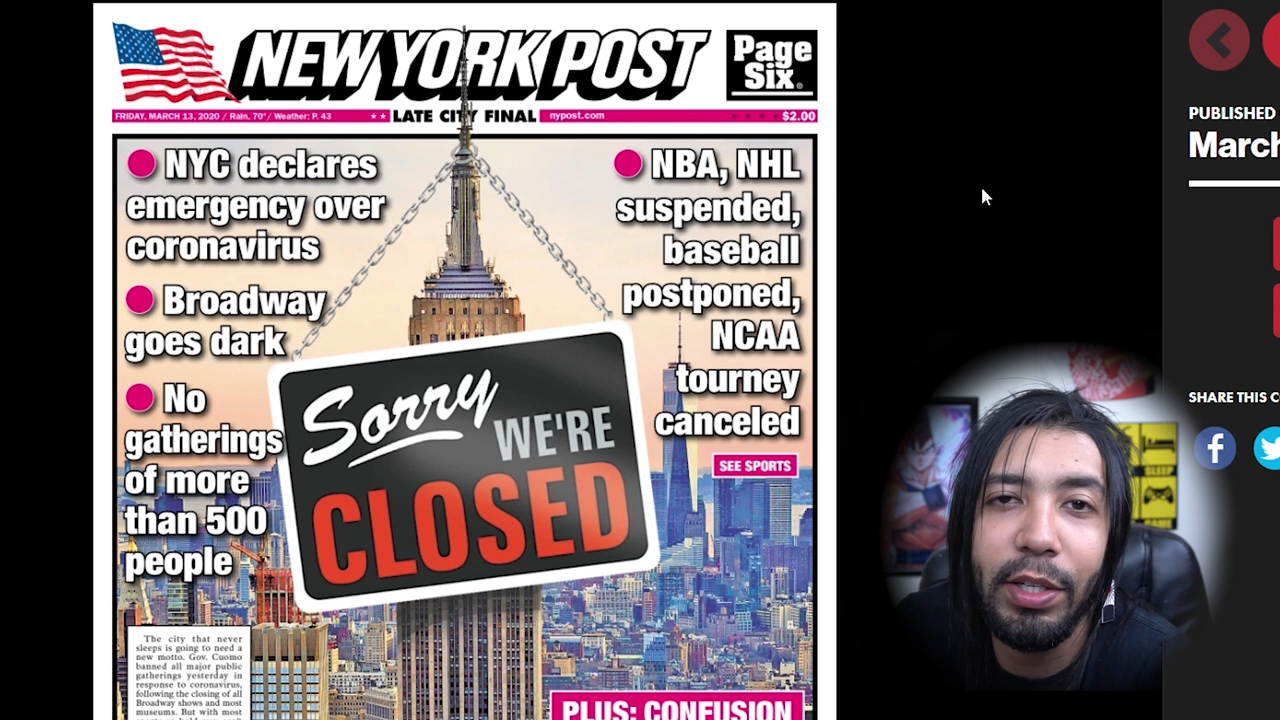 NEW YORK POST
Page
Six®
FRIDAY, MARCH 13, 2020 / Rain, 70° / Weather: P. 43
★★ LATE CITY FINAL
nypost.com
$2.00
NYC declares
emergency over
coronavirus
Broadway
goes dark
No
gatherings
of more
than 500
people
NBA, NHL
suspended,
baseball
postponed,
NCAA
tourney
canceled
SEE SPORTS
Sorry
WE'RE
CLOSED
The city that never
sleeps is going to need a
new motto. Gov. Cuomo
banned all major public
gatherings yesterday in
response to coronavirus,
following the closing of all
Broadway shows and most
museums. But with most
PLUS: CONFUSION
PUBLISHED
March
SHARE THIS C
SLEEP
GAME